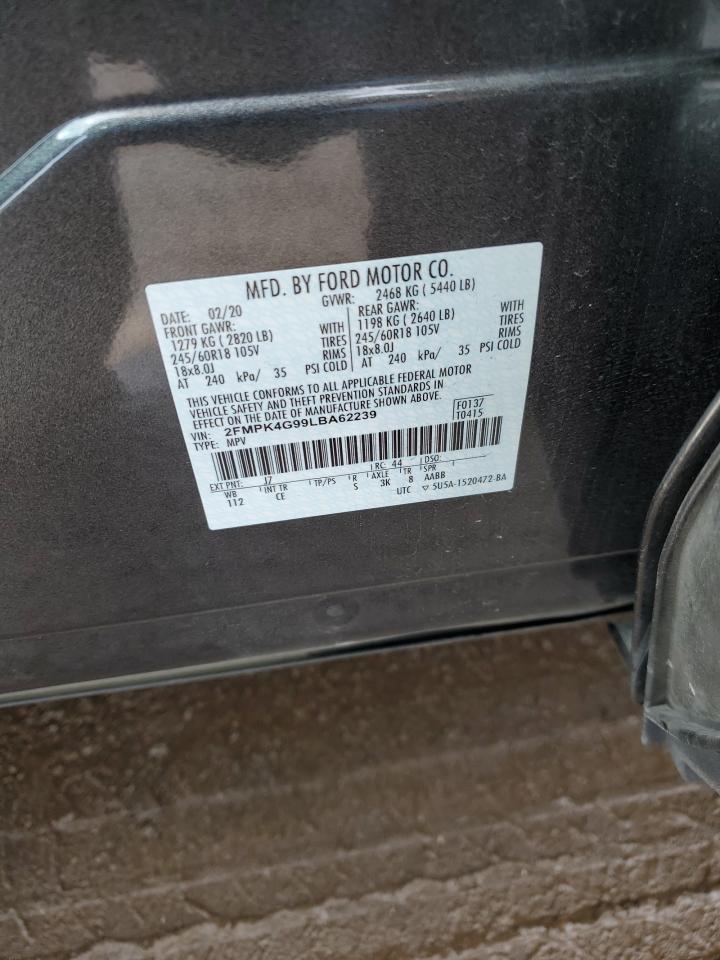 MFD. BY FORD MOTOR CO.
DATE: 02/20 GVWR: 2468 KG ( 5440 LB)
FRONT GAWR: WITH REAR GAWR: WITH
1279 KG ( 2820 LB) TIRES 1198 KG ( 2640 LB) TIRES
245/60R18 105V RIMS 245/60R18 105V RIMS
18x8.0J 18x8.0J
AT 240 kPa/ 35 PSI COLD AT 240 kPa/ 35 PSI COLD
THIS VEHICLE CONFORMS TO ALL APPLICABLE FEDERAL MOTOR
VEHICLE SAFETY AND THEFT PREVENTION STANDARDS IN
EFFECT ON THE DATE OF MANUFACTURE SHOWN ABOVE.
VIN: 2FMPK4G99LBA62239 F0137
TYPE: MPV T0415
EXT PNT: J7 RC: 44 DSO:
WB INT TR TP/PS R AXLE TR SPR
112 CE S 3K 8 AABB
UTC ▽ 5U5A-1520472-BA